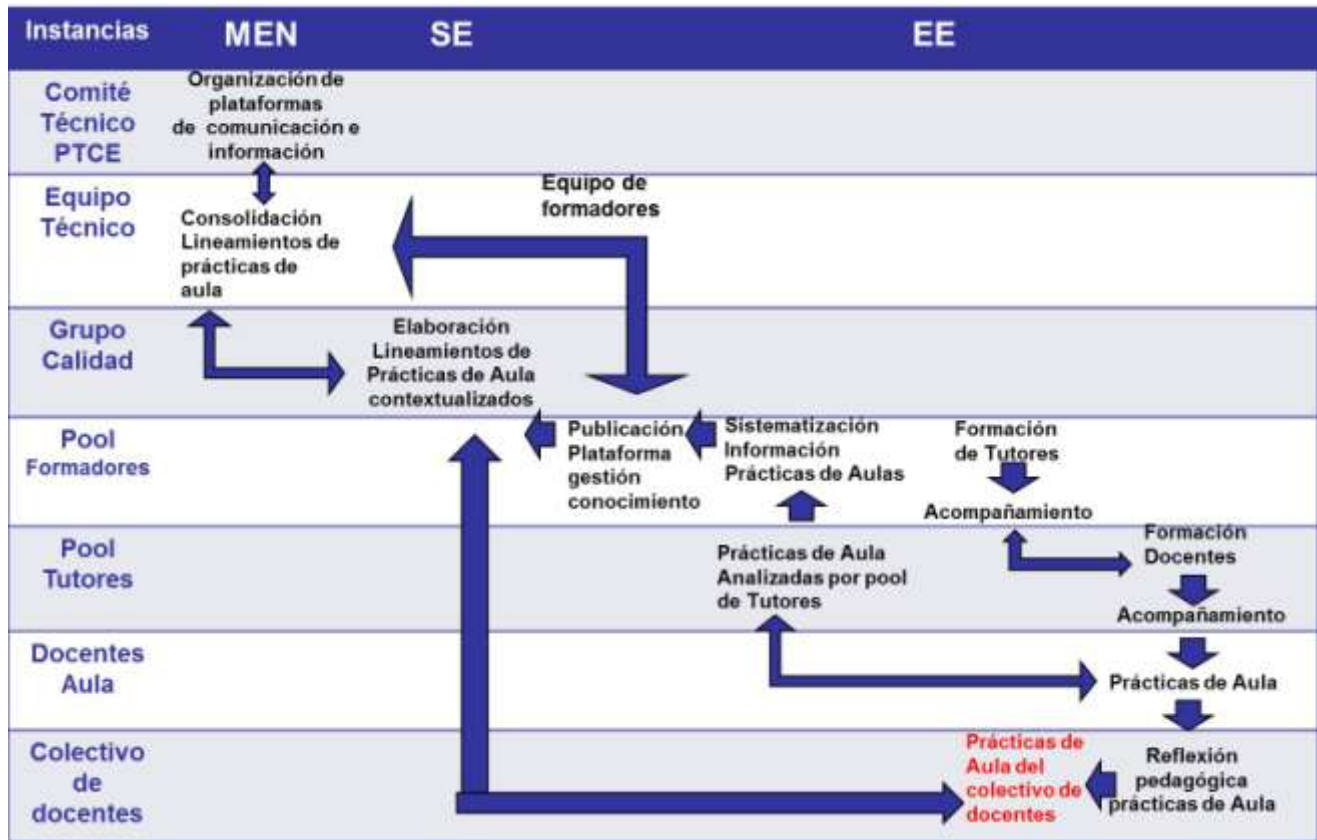 Instancias MEN SE EE
Comité
Técnico
PTCE
Organización de
plataformas
de comunicación e
información
Equipo
Técnico
Consolidación
Lineamientos de
prácticas de
aula
Equipo de
formadores
Grupo
Calidad
Elaboración
Lineamientos de
Prácticas de Aula
contextualizados
Pool
Formadores
Publicación
Plataforma
gestión
conocimiento
Sistematización
Información
Prácticas de Aulas
Formación
de Tutores
Acompañamiento
Pool
Tutores
Prácticas de Aula
Analizadas por pool
de Tutores
Formación
Docentes
Acompañamiento
Docentes
Aula
Prácticas de Aula
Colectivo
de
docentes
Prácticas de
Aula del
colectivo de
docentes
Reflexión
pedagógica
prácticas de Aula